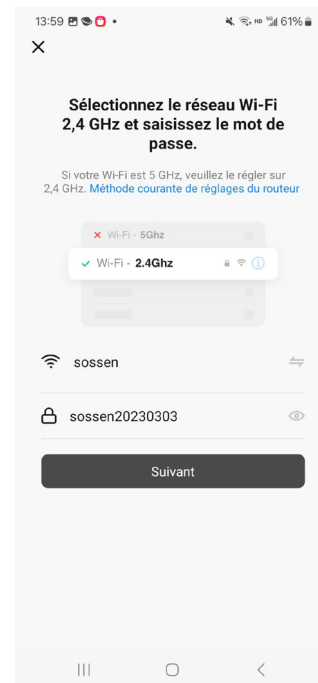 13:59 61%
Sélectionnez le réseau Wi-Fi
2,4 GHz et saisissez le mot de
passe.
Si votre Wi-Fi est 5 GHz, veuillez le régler sur
2,4 GHz. Méthode courante de réglages du routeur
Wi-Fi - 5Ghz
Wi-Fi - 2.4Ghz
sossen
sossen20230303
Suivant